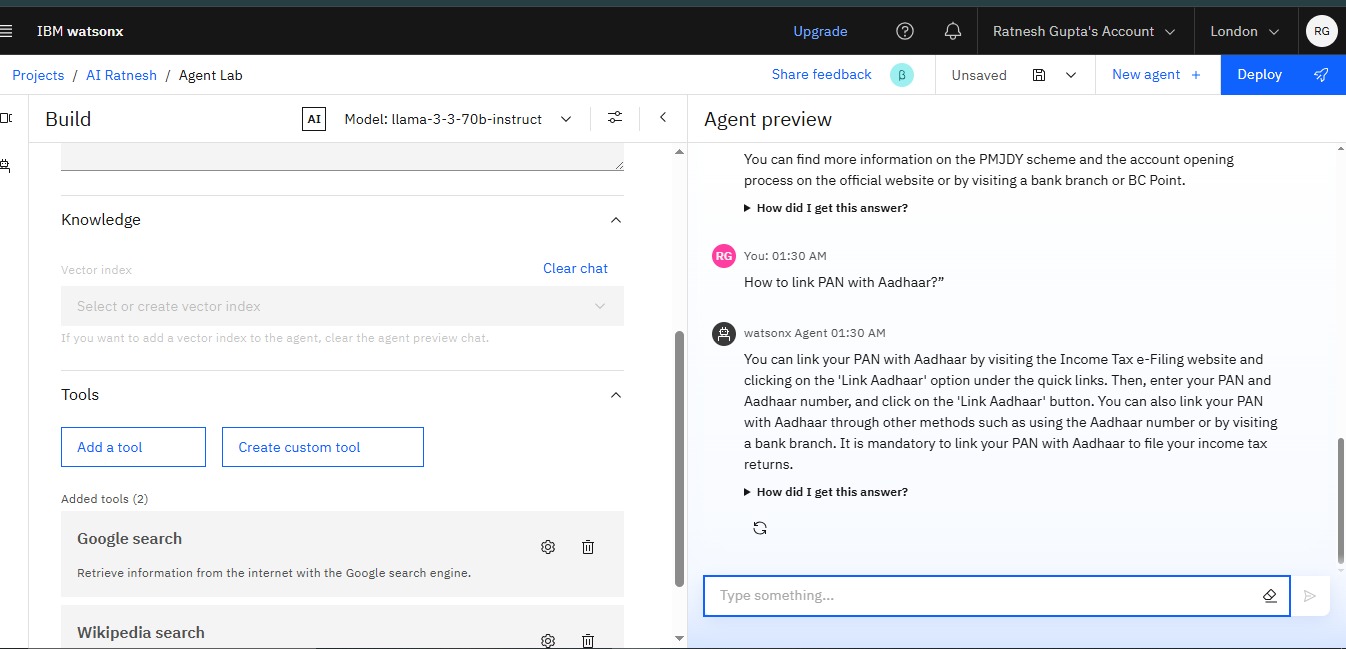 IBM watsonx
Upgrade
Ratnesh Gupta's Account
London
RG
Projects / AI Ratnesh / Agent Lab
Share feedback
β
Unsaved
New agent +
Deploy
Build
AI
Model: llama-3-3-70b-instruct
Knowledge
Vector index
Clear chat
Select or create vector index
If you want to add a vector index to the agent, clear the agent preview chat.
Tools
Add a tool
Create custom tool
Added tools (2)
Google search
Retrieve information from the internet with the Google search engine.
Wikipedia search
Agent preview
You can find more information on the PMJDY scheme and the account opening
process on the official website or by visiting a bank branch or BC Point.
How did I get this answer?
RG
You: 01:30 AM
How to link PAN with Aadhaar?”
watsonx Agent 01:30 AM
You can link your PAN with Aadhaar by visiting the Income Tax e-Filing website and
clicking on the 'Link Aadhaar' option under the quick links. Then, enter your PAN and
Aadhaar number, and click on the 'Link Aadhaar' button. You can also link your PAN
with Aadhaar through other methods such as using the Aadhaar number or by visiting
a bank branch. It is mandatory to link your PAN with Aadhaar to file your income tax
returns.
How did I get this answer?
Type something...